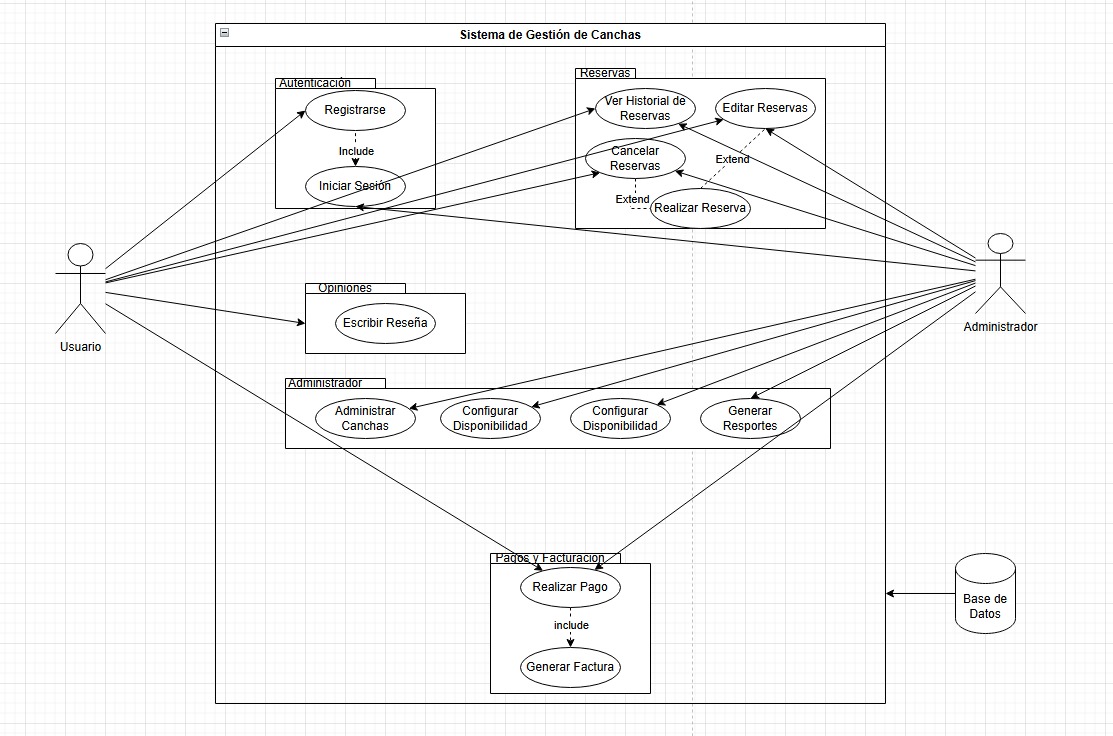 Sistema de Gestión de Canchas
Autenticación
Registrarse
Include
Iniciar Sesión
Reservas
Ver Historial de
Reservas
Editar Reservas
Cancelar
Reservas
Extend
Extend
Realizar Reserva
Usuario
Administrador
Opiniones
Escribir Reseña
Administrador
Administrar
Canchas
Configurar
Disponibilidad
Configurar
Disponibilidad
Generar
Resportes
Pagos y Facturación
Realizar Pago
include
Generar Factura
Base de
Datos